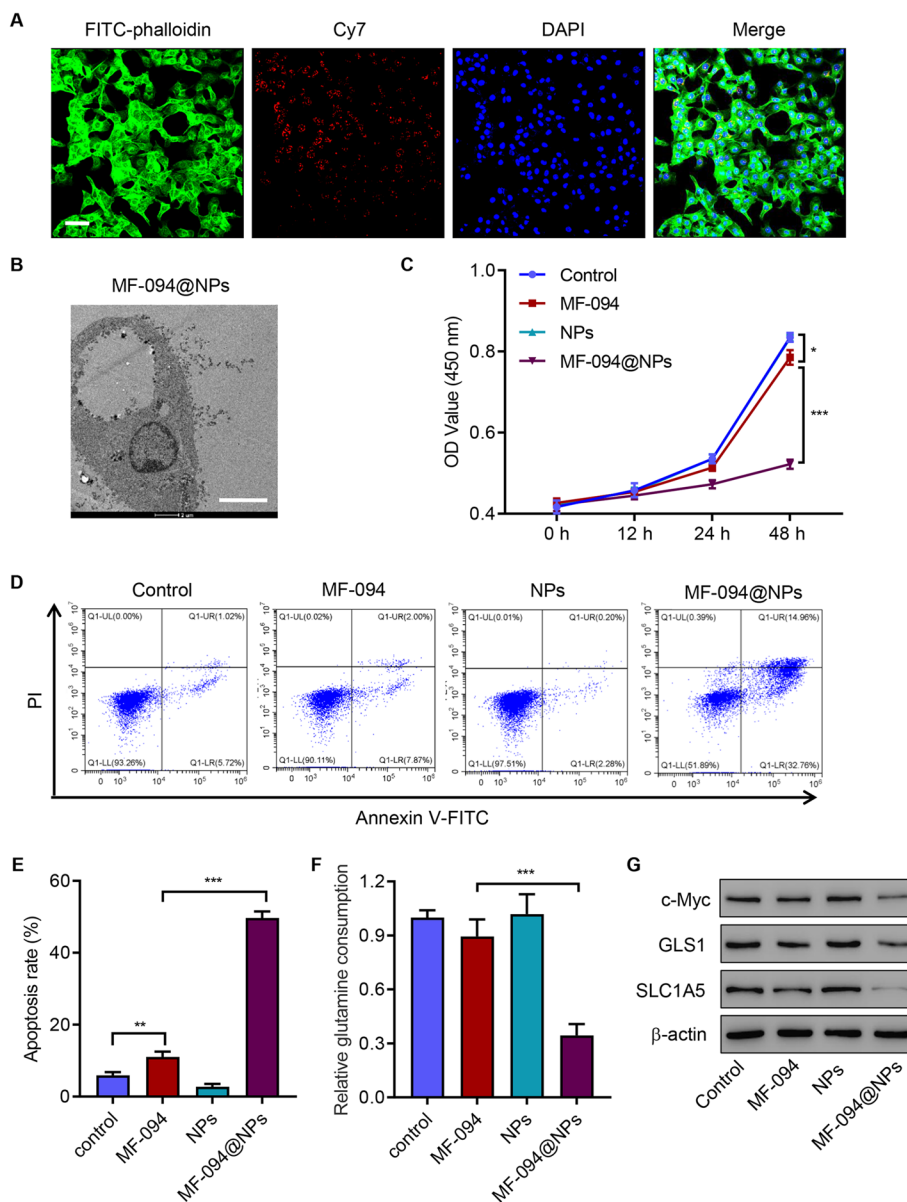 A
FITC-phalloidin
Cy7
DAPI
Merge
B
MF-094@NPs
2 um
C
OD Value (450 nm)
1.0
0.8
0.6
0.4
0 h
12 h
24 h
48 h
Control
MF-094
NPs
MF-094@NPs
*
***
D
Control
MF-094
NPs
MF-094@NPs
PI
Q1-UL(0.00%)
Q1-UR(1.02%)
Q1-LL(93.26%)
Q1-LR(5.72%)
Q1-UL(0.02%)
Q1-UR(2.00%)
Q1-LL(90.11%)
Q1-LR(7.87%)
Q1-UL(0.01%)
Q1-UR(0.20%)
Q1-LL(97.51%)
Q1-LR(2.28%)
Q1-UL(0.39%)
Q1-UR(14.96%)
Q1-LL(51.89%)
Q1-LR(32.76%)
Annexin V-FITC
E
Apoptosis rate (%)
60
40
20
0
**
***
control
MF-094
NPs
MF-094@NPs
F
Relative glutamine consumption
1.2
0.9
0.6
0.3
0.0
***
control
MF-094
NPs
MF-094@NPs
G
c-Myc
GLS1
SLC1A5
β-actin
Control
MF-094
NPs
MF-094@NPs